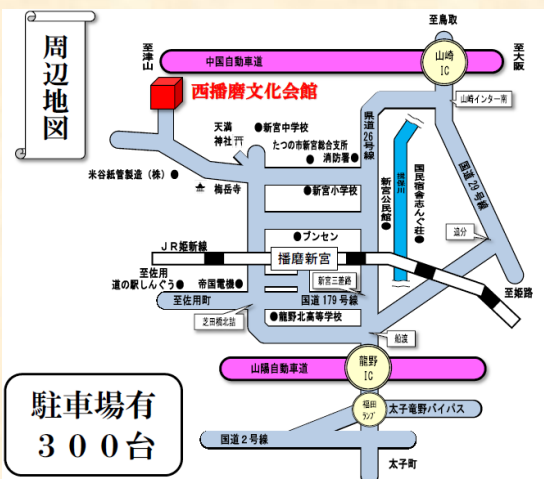 周辺地図
至鳥取
至津山
中国自動車道
山崎
IC
至大阪
西播磨文化会館
山崎インター南
天満
神社
新宮中学校
たつの市新宮総合支所
消防署
県道26号線
揖保川
国道29号線
米谷紙管製造(株)
梅岳寺
新宮小学校
新宮公民館
国民宿舎志んぐ荘
追分
ブンセン
JR姫新線
播磨新宮
至佐用
道の駅しんぐう
帝国電機
新宮三差路
至佐用町
国道179号線
至姫路
芝田橋北詰
龍野北高等学校
船渡
山陽自動車道
龍野
IC
駐車場有
300台
福田
ランプ
太子竜野バイパス
国道2号線
太子町